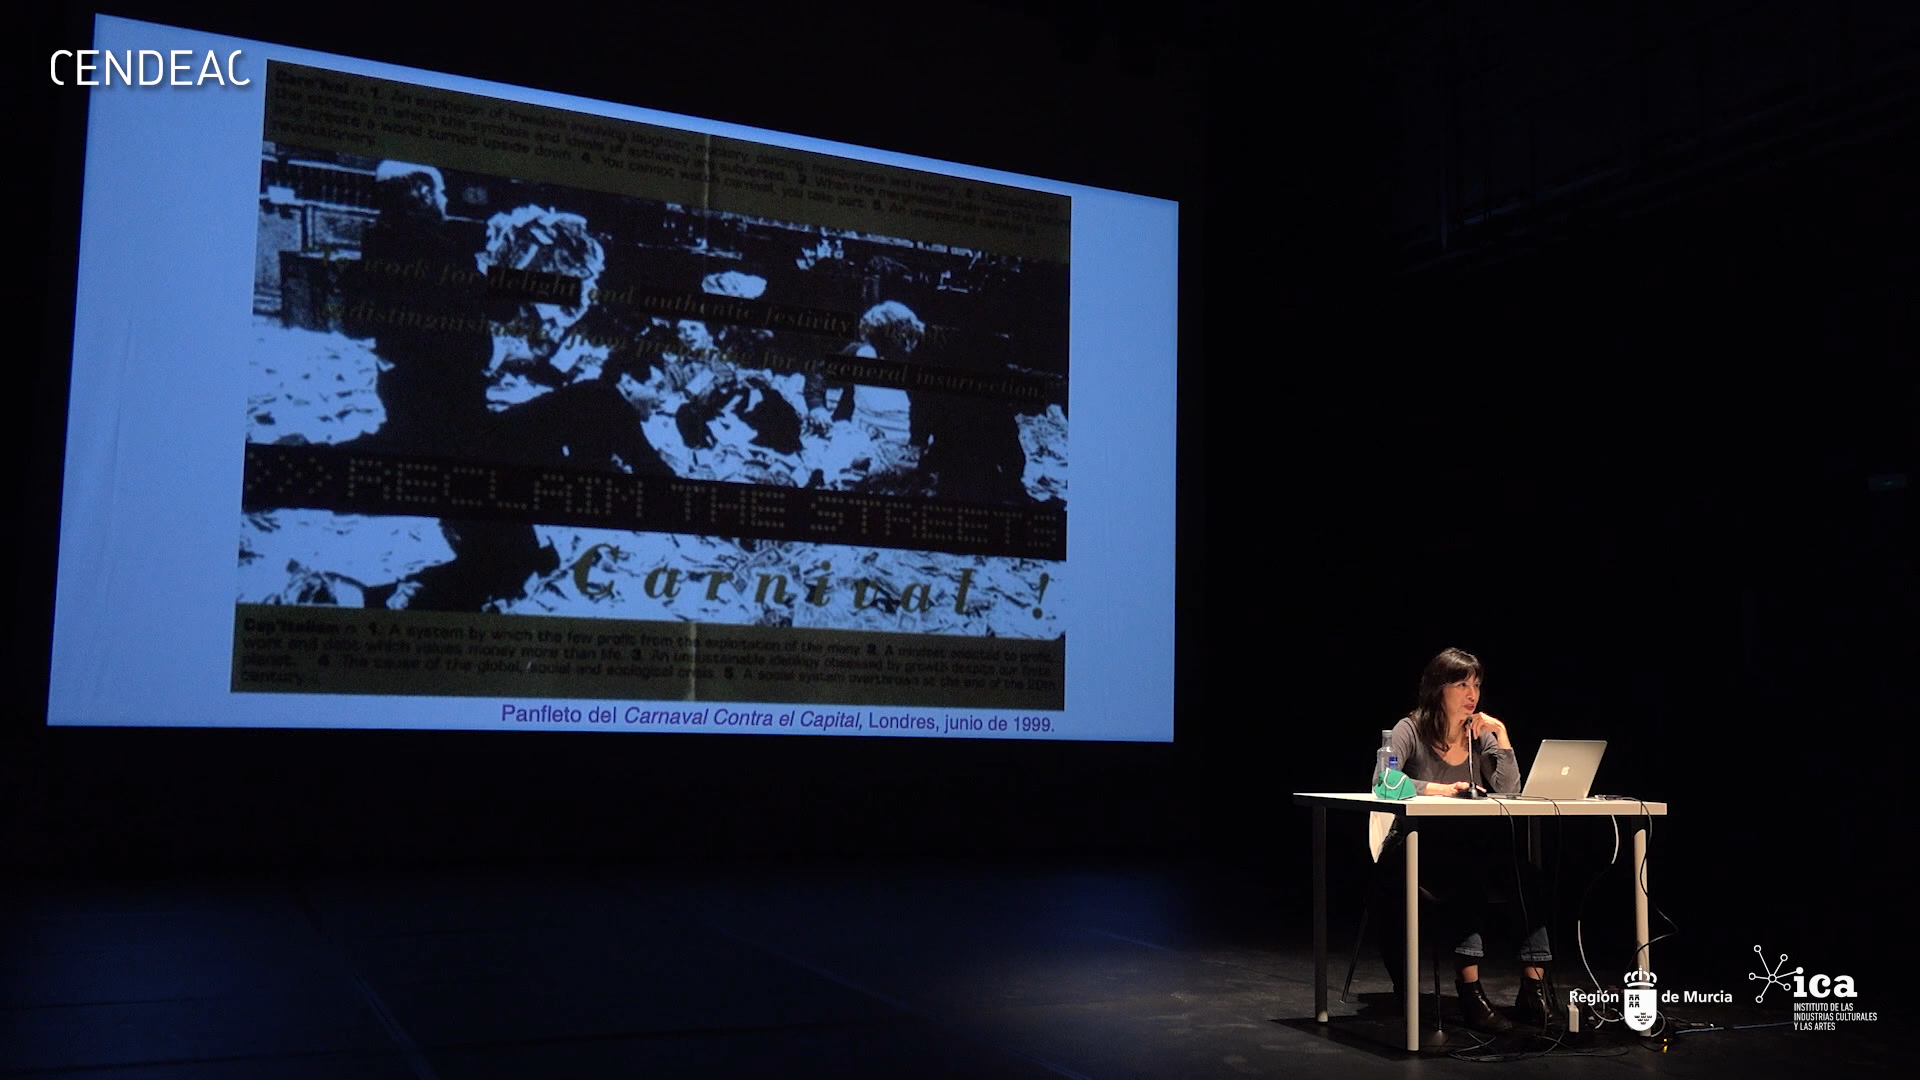 CENDEAC
Car'nival n. 1. An explosion of freedom involving laughter, mockery, dancing, masquerade and revelry. 2. Occupation of
the streets in which the symbols and ideals of authority are subverted. 3. When the marginalised take over the
and create a world turned upside down. 4. You cannot watch carnival, you take part. 5. An unexpected carnival is
revolutionary.
To work for delight and authentic festivity is
indistinguishable from preparing for a general insurrection.
>>> RECLAIM THE STREETS
Carnival !
Cap'italism n. 1. A system by which the few profit from the exploitation of the many. 2. A mindset addicted to profit,
work and debt which values money more than life. 3. An unsustainable ideology obsessed by growth despite our finite
planet. 4. The cause of the global, social and ecological crisis. 5. A social system overthrown at the end of the 20th
century.
Panfleto del Carnaval Contra el Capital, Londres, junio de 1999.
Región de Murcia
ica
INSTITUTO DE LAS
INDUSTRIAS CULTURALES
Y LAS ARTES